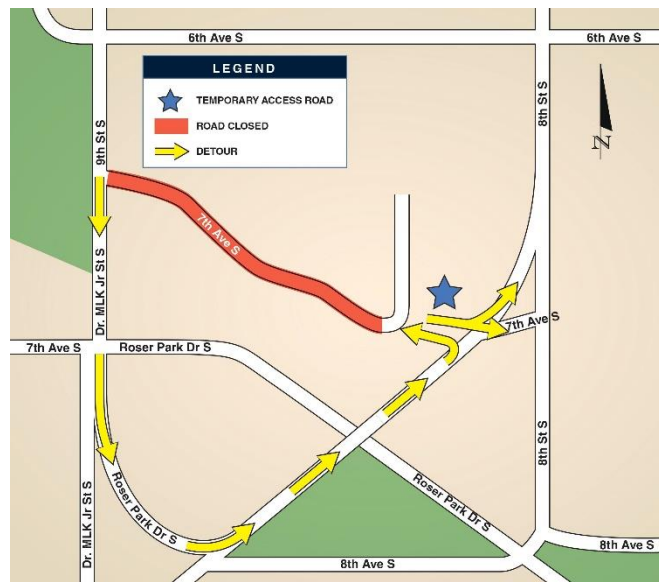 6th Ave S
6th Ave S
LEGEND
TEMPORARY ACCESS ROAD
ROAD CLOSED
DETOUR
9th St S
8th St S
N
7th Ave S
Dr. MLK Jr St S
7th Ave S
7th Ave S
Roser Park Dr S
8th St S
Dr. MLK Jr St S
Roser Park Dr S
Roser Park Dr S
8th Ave S
8th Ave S